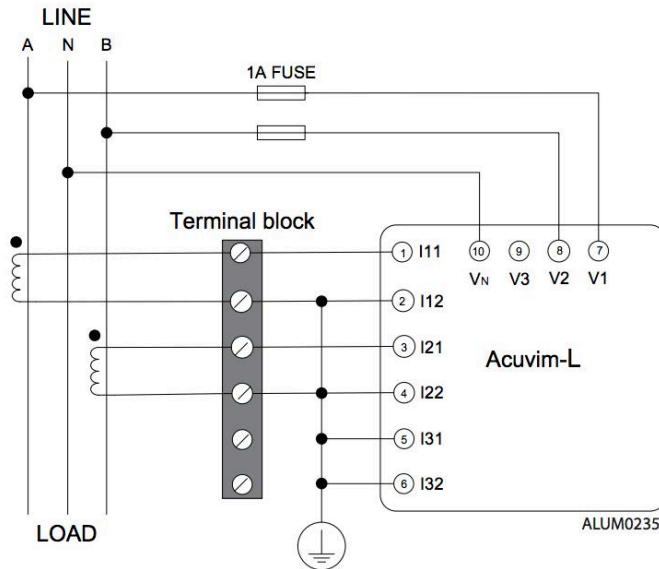 LINE
A N B
1A FUSE
Terminal block
1 I11
2 I12
3 I21
4 I22
5 I31
6 I32
10 9 8 7
VN V3 V2 V1
Acuvim-L
LOAD
ALUM0235